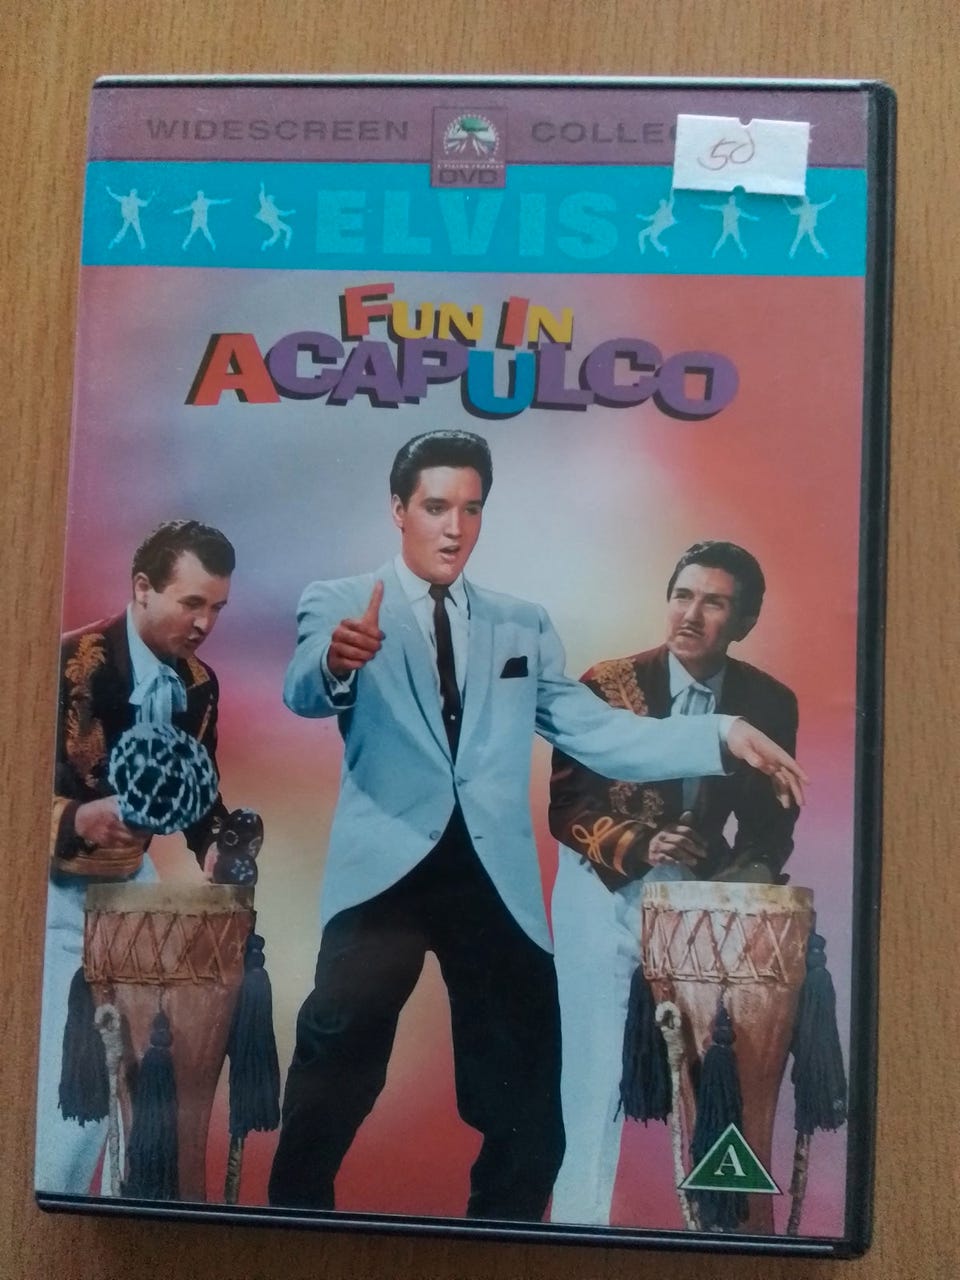 WIDESCREEN COLLEC
50
DVD
ELVIS
FUN IN
ACAPULCO
A